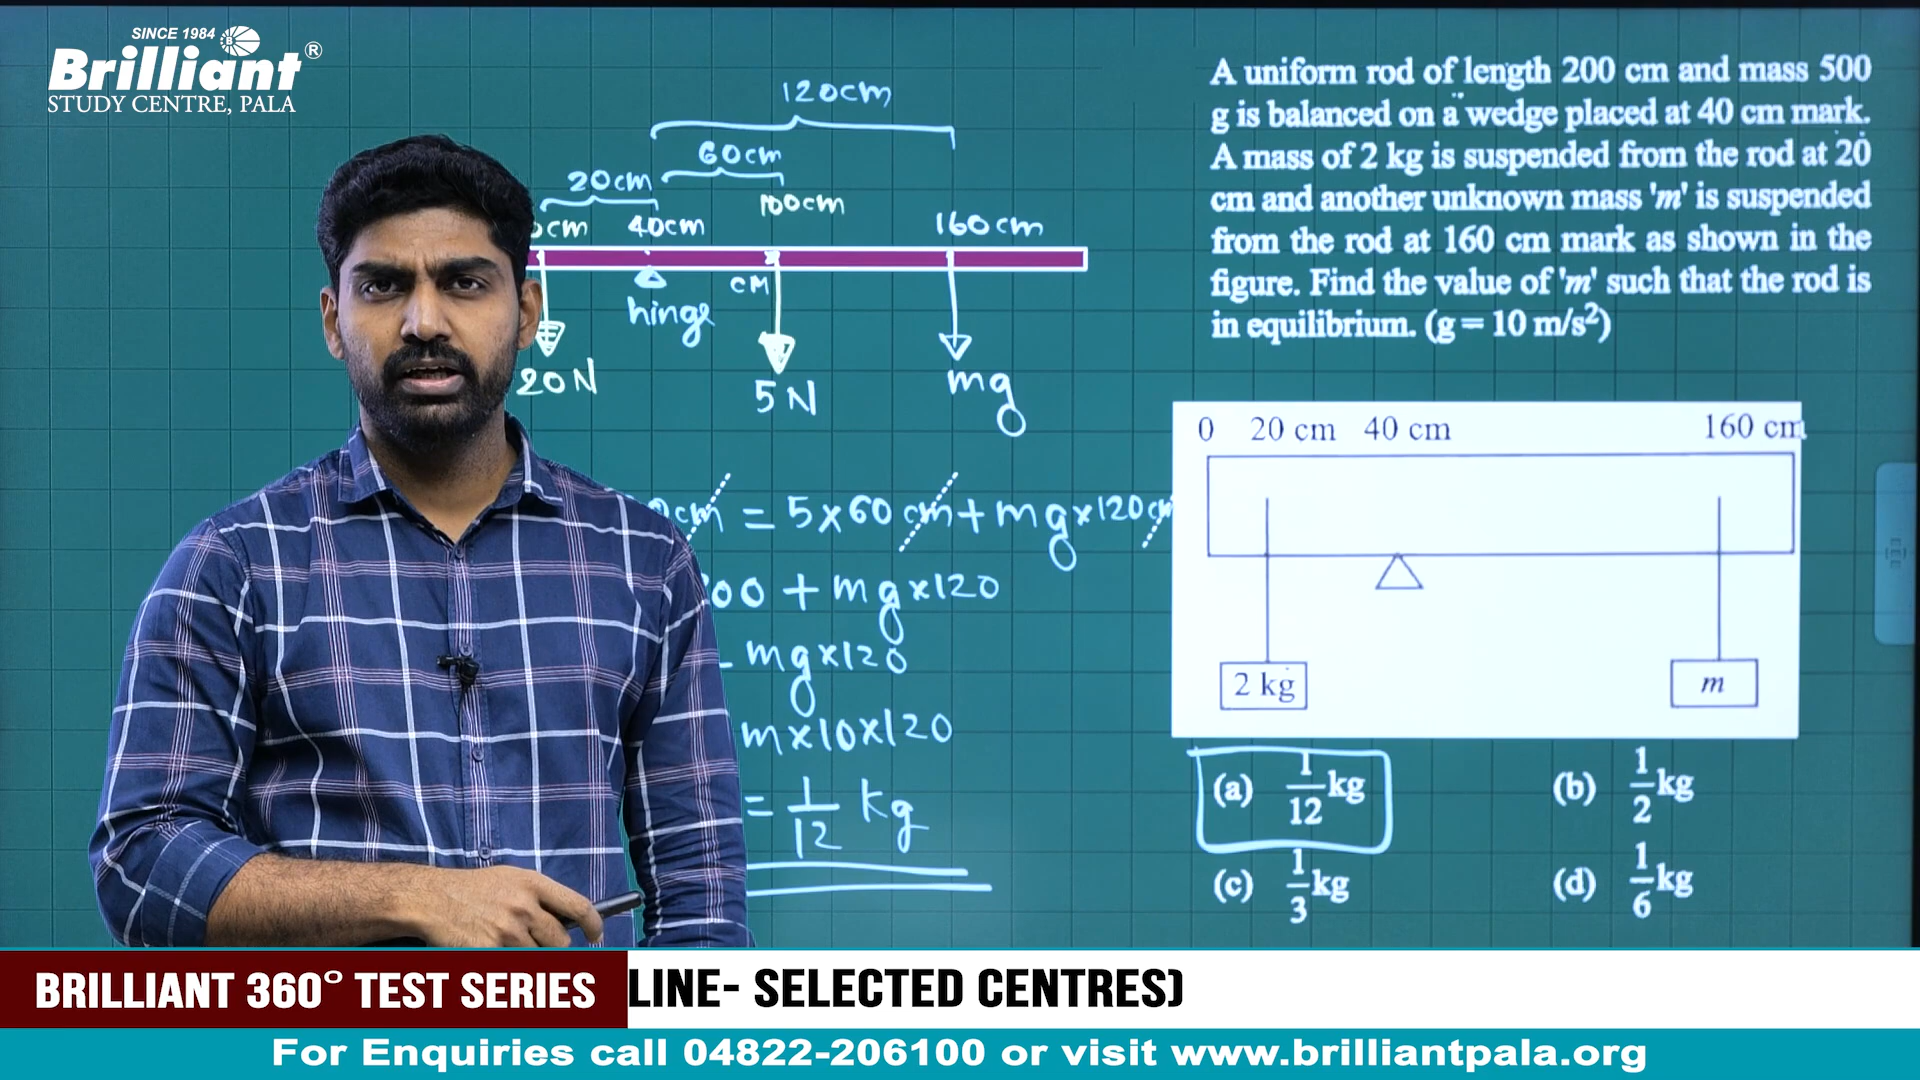 SINCE 1984
Brilliant®
STUDY CENTRE, PALA
120cm
60cm
20cm
100cm
cm 40cm 160cm
CM
hinge
20N
5N
mg
cm = 5x60 cm + mg x120cm
00 + mg x120
mg x120
m x10x120
= 1/12 kg
A uniform rod of length 200 cm and mass 500
g is balanced on a wedge placed at 40 cm mark.
A mass of 2 kg is suspended from the rod at 20
cm and another unknown mass 'm' is suspended
from the rod at 160 cm mark as shown in the
figure. Find the value of 'm' such that the rod is
in equilibrium. (g = 10 m/s²)
0 20 cm 40 cm 160 cm
2 kg m
(a) 1/12 kg (b) 1/2 kg
(c) 1/3 kg (d) 1/6 kg
BRILLIANT 360° TEST SERIES LINE- SELECTED CENTRES)
For Enquiries call 04822-206100 or visit www.brilliantpala.org